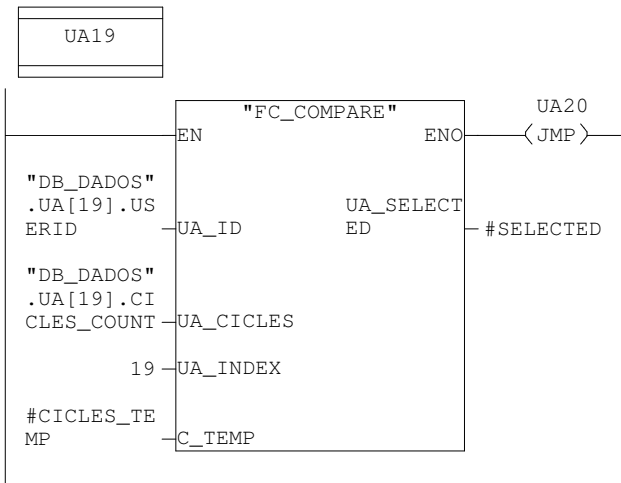 UA19
"FC_COMPARE"
UA20
EN
ENO
JMP
"DB_DADOS"
.UA[19].US
ERID
UA_ID
UA_SELECT
ED
#SELECTED
"DB_DADOS"
.UA[19].CI
CLES_COUNT
UA_CICLES
19
UA_INDEX
#CICLES_TE
MP
C_TEMP